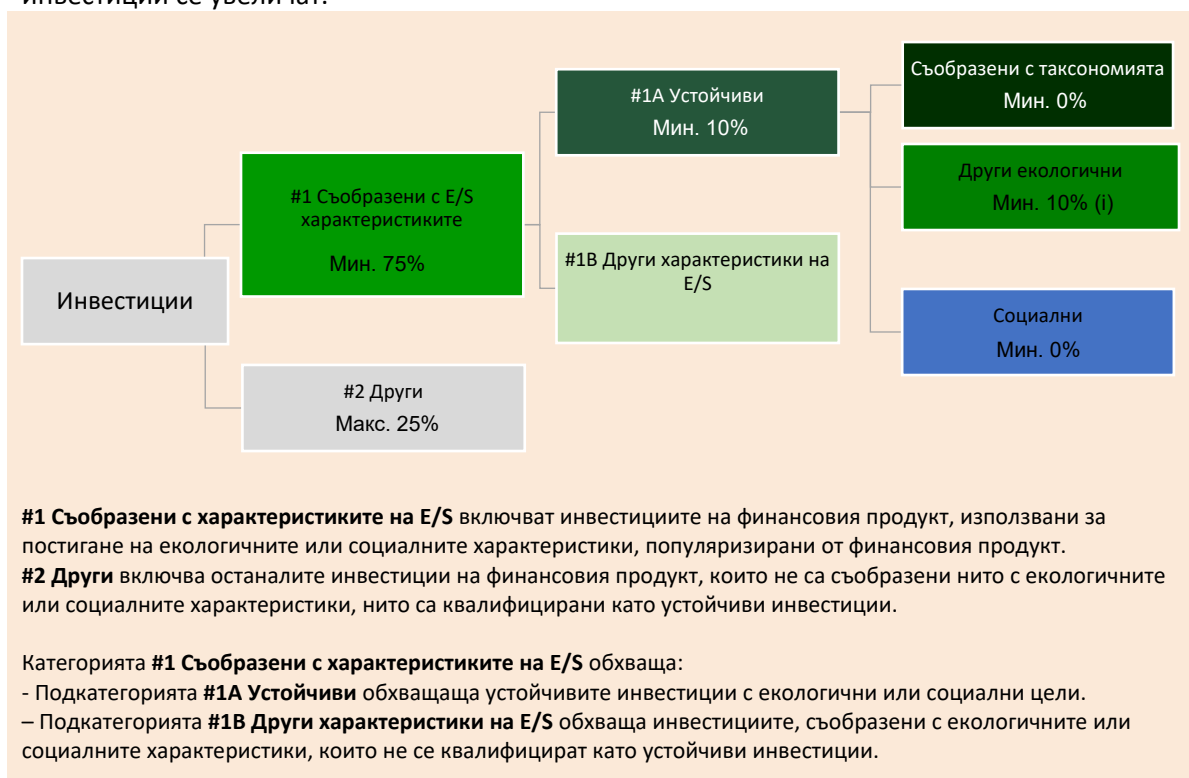 инвестиции се увеличат.
Инвестиции
#1 Съобразени с E/S
характеристиките
Мин. 75%
#2 Други
Макс. 25%
#1A Устойчиви
Мин. 10%
#1B Други характеристики на
E/S
Съобразени с таксономията
Мин. 0%
Други екологични
Мин. 10% (i)
Социални
Мин. 0%
#1 Съобразени с характеристиките на E/S включват инвестициите на финансовия продукт, използвани за
постигане на екологичните или социалните характеристики, популяризирани от финансовия продукт.
#2 Други включва останалите инвестиции на финансовия продукт, които не са съобразени нито с екологичните
или социалните характеристики, нито са квалифицирани като устойчиви инвестиции.
Категорията #1 Съобразени с характеристиките на E/S обхваща:
- Подкатегорията #1A Устойчиви обхващаща устойчивите инвестиции с екологични или социални цели.
– Подкатегорията #1B Други характеристики на E/S обхваща инвестициите, съобразени с екологичните или
социалните характеристики, които не се квалифицират като устойчиви инвестиции.